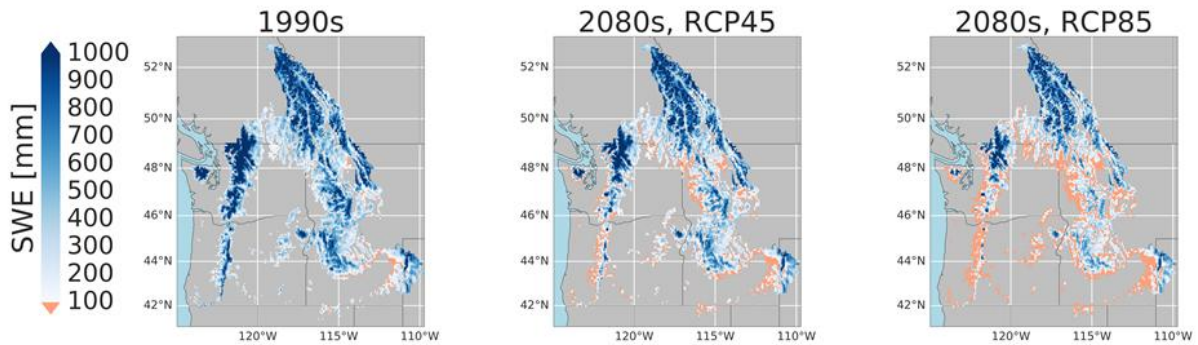 1990s
2080s, RCP45
2080s, RCP85
SWE [mm]
1000
900
800
700
600
500
400
300
200
100
52°N
50°N
48°N
46°N
44°N
42°N
120°W 115°W 110°W
52°N
50°N
48°N
46°N
44°N
42°N
120°W 115°W 110°W
52°N
50°N
48°N
46°N
44°N
42°N
120°W 115°W 110°W